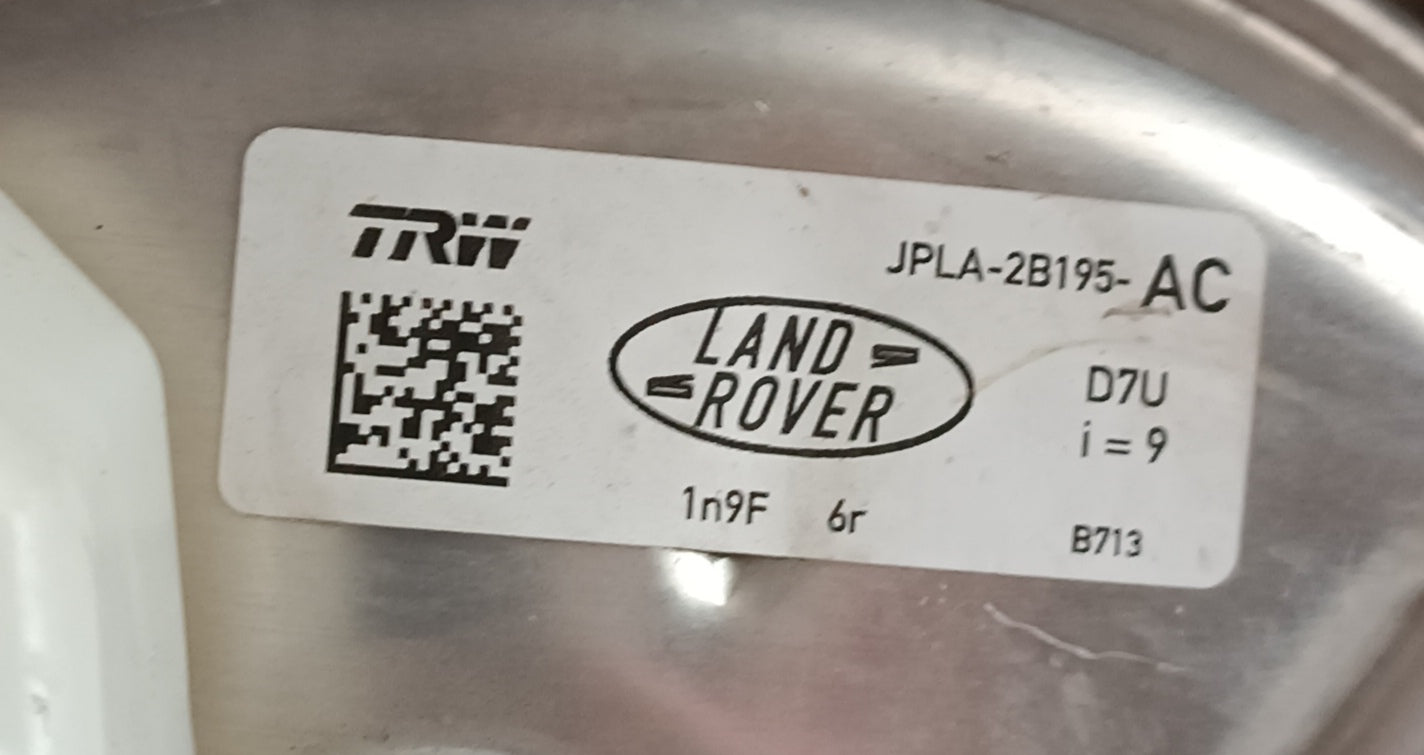 TRW
JPLA-2B195- AC
LAND
ROVER
D7U
i = 9
1n9F 6r
B713